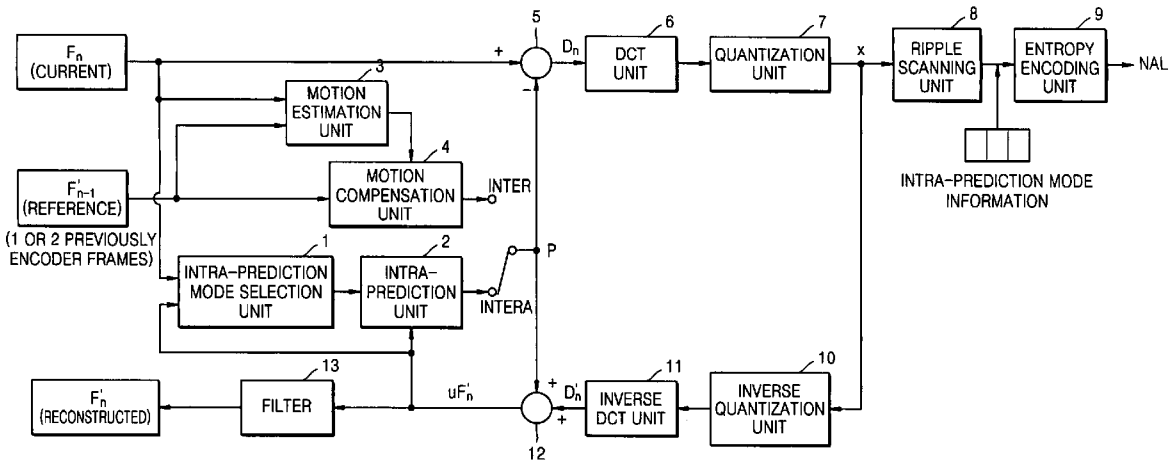 Fn
(CURRENT)
3
MOTION
ESTIMATION
UNIT
4
MOTION
COMPENSATION
UNIT
INTER
F'n-1
(REFERENCE)
(1 OR 2 PREVIOUSLY
ENCODER FRAMES)
1
INTRA-PREDICTION
MODE SELECTION
UNIT
2
INTRA-
PREDICTION
UNIT
INTERA
P
5
+
-
Dn
6
DCT
UNIT
7
QUANTIZATION
UNIT
x
8
RIPPLE
SCANNING
UNIT
9
ENTROPY
ENCODING
UNIT
NAL
INTRA-PREDICTION MODE
INFORMATION
F'n
(RECONSTRUCTED)
13
FILTER
uF'n
+
+
12
D'n
11
INVERSE
DCT UNIT
10
INVERSE
QUANTIZATION
UNIT